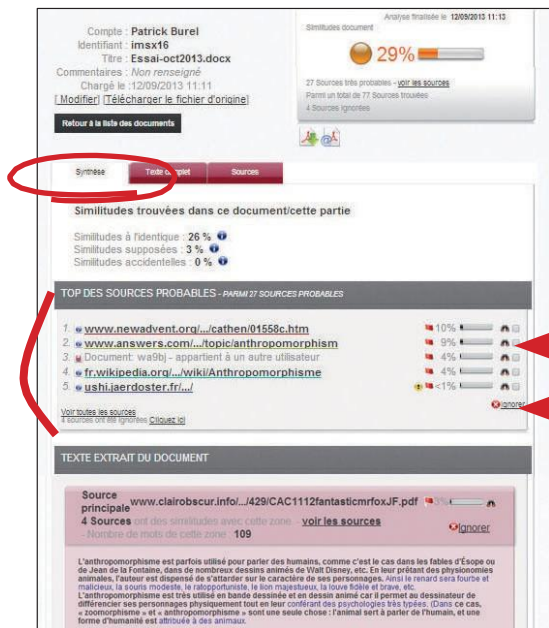 Compte : Patrick Burel
Identifiant : imsx16
Titre : Essai-oct2013.docx
Commentaires : Non renseigné
Chargé le :12/09/2013 11:11
[ Modifier] [Télécharger le fichier d'origine]
Retour à la liste des documents
Analyse finalisée le 12/09/2013 11:13
Similitudes document
29%
27 Sources très probables - voir les sources
Parmi un total de 77 Sources trouvées
4 Sources ignorées
Synthèse
Texte complet
Sources
Similitudes trouvées dans ce document/cette partie
Similitudes à l'identique : 26 %
Similitudes supposées : 3 %
Similitudes accidentelles : 0 %
TOP DES SOURCES PROBABLES - PARMI 27 SOURCES PROBABLES
1. www.newadvent.org/.../cathen/01558c.htm 10%
2. www.answers.com/.../topic/anthropomorphism 9%
3. Document: wa9bj - appartient à un autre utilisateur 4%
4. fr.wikipedia.org/.../wiki/Anthropomorphisme 4%
5. ushi.jaerdoster.fr/.../ <1%
Ignorer
Voir toutes les sources
4 sources ont été ignorées Cliquez ici
TEXTE EXTRAIT DU DOCUMENT
Source principale www.clairobscur.info/.../429/CAC1112fantasticmrfoxJF.pdf 3%
4 Sources ont des similitudes avec cette zone. - voir les sources
Ignorer
- Nombre de mots de cette zone : 109
L'anthropomorphisme est parfois utilisé pour parler des humains, comme c'est le cas dans les fables d'Ésope ou
de Jean de la Fontaine, dans de nombreux dessins animés de Walt Disney, etc. En leur prêtant des physionomies
animales, l'auteur est dispensé de s'attarder sur le caractère de ses personnages. Ainsi le renard sera fourbe et
malicieux, la souris modeste, le rat opportuniste, le lion majestueux, la louve fidèle et brave, etc.
L'anthropomorphisme est très utilisé en bande dessinée et en dessin animé car il permet au dessinateur de
différencier ses personnages physiquement tout en leur conférant des psychologies très typées. (Dans ce cas,
« zoomorphisme » et « anthropomorphisme » sont une seule chose : l'animal sert à parler de l'humain, et une
forme d'humanité est attribuée à des animaux.